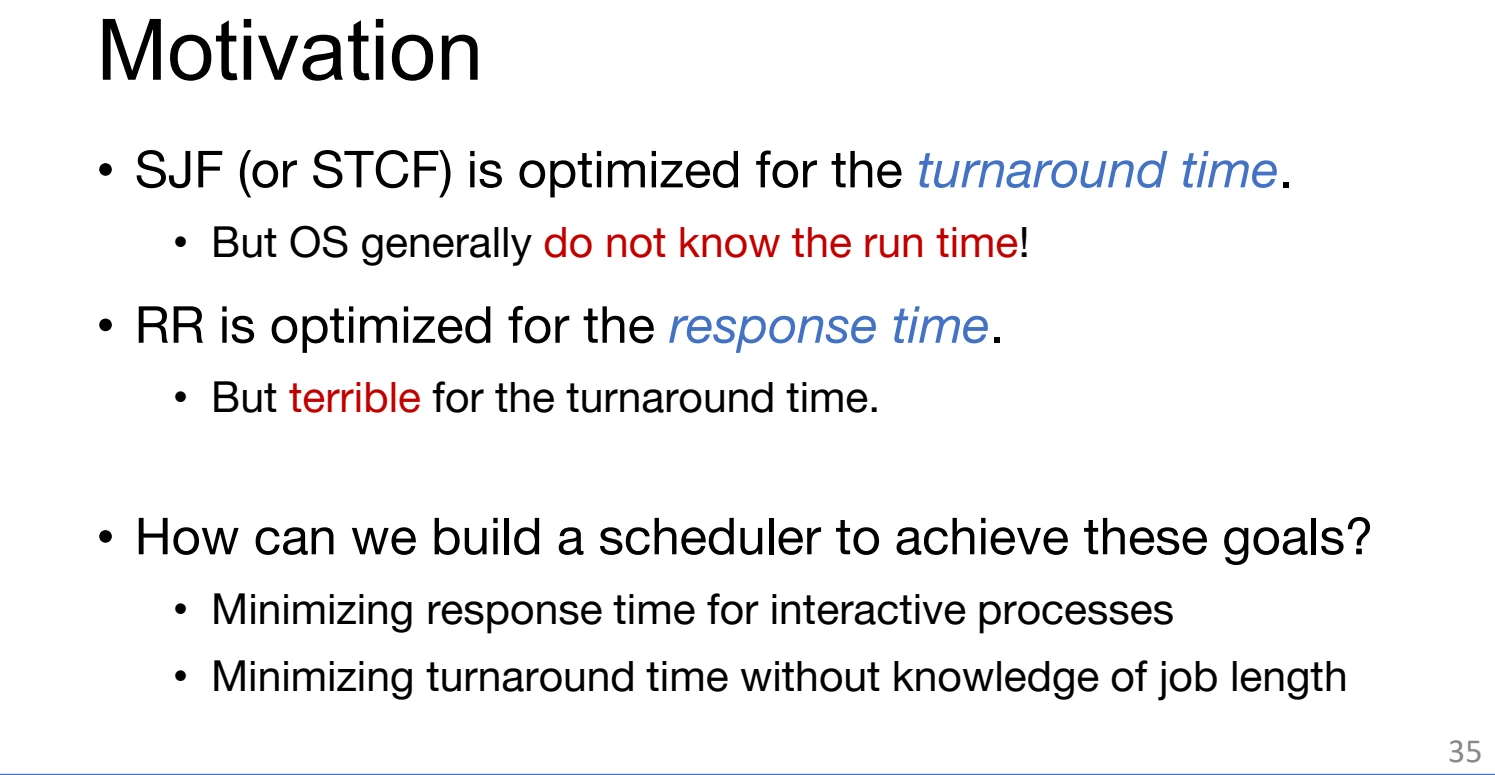 Motivation
• SJF (or STCF) is optimized for the turnaround time.
• But OS generally do not know the run time!
• RR is optimized for the response time.
• But terrible for the turnaround time.
• How can we build a scheduler to achieve these goals?
• Minimizing response time for interactive processes
• Minimizing turnaround time without knowledge of job length
35